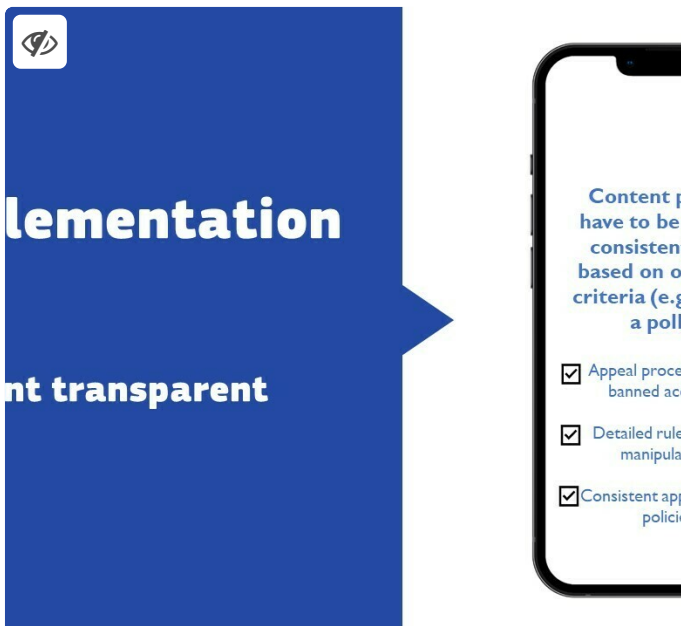 lementation
nt transparent
Content p
have to be
consisten
based on o
criteria (e.g
a poll
Appeal proce
banned ac
Detailed rule
manipula
Consistent app
policie